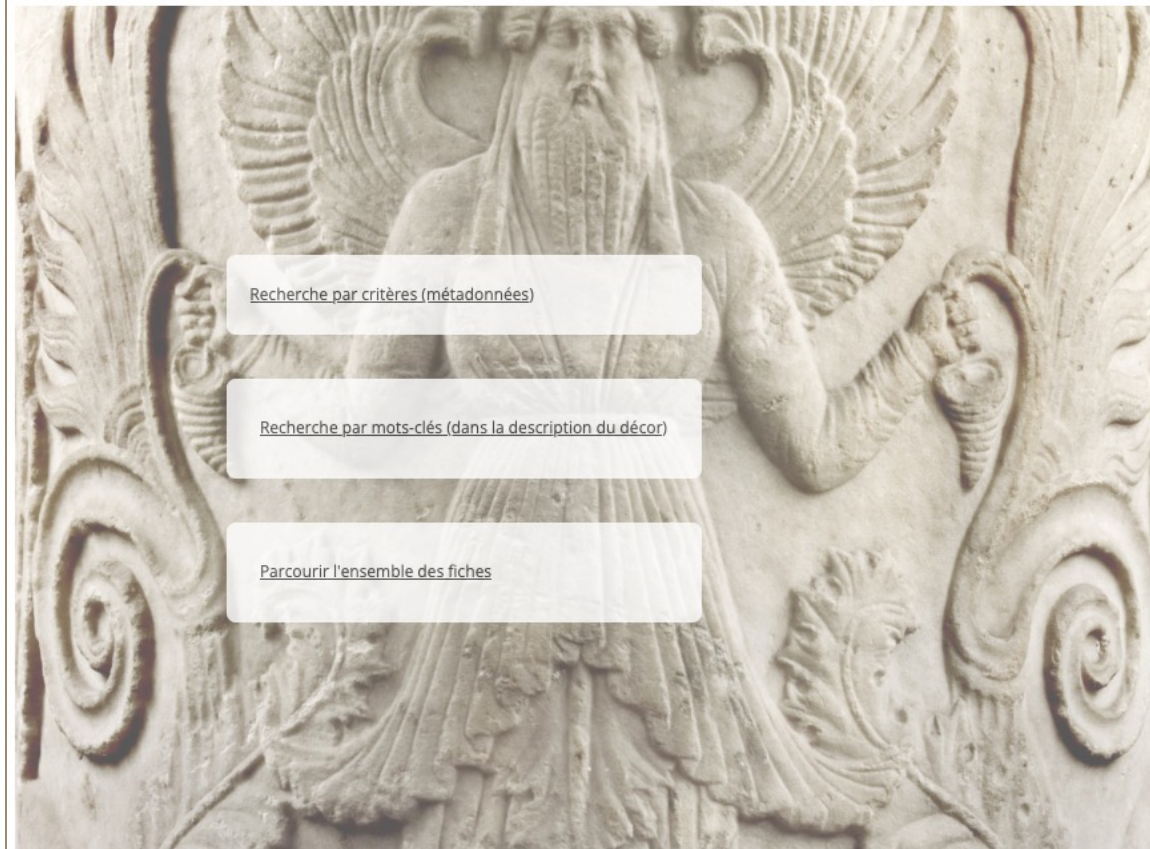 Recherche par critères (métadonnées)
Recherche par mots-clés (dans la description du décor)
Parcourir l'ensemble des fiches